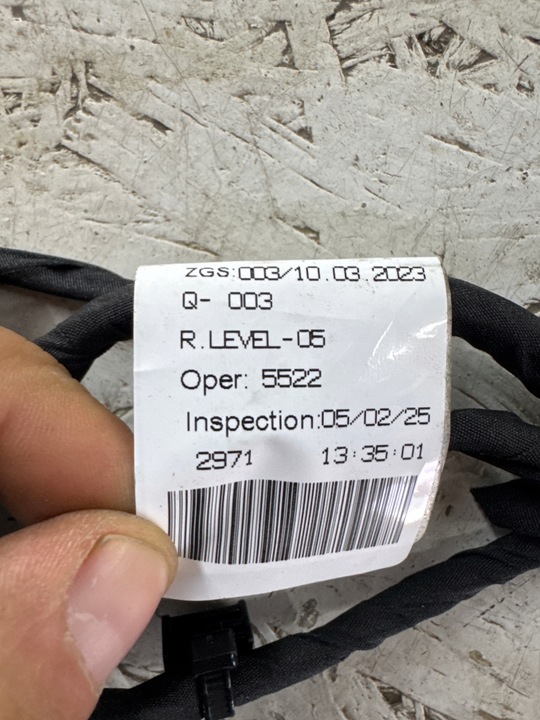 ZGS:003/10.03.2023
Q- 003
R.LEVEL-05
Oper: 5522
Inspection:05/02/25
2971 13:35:01